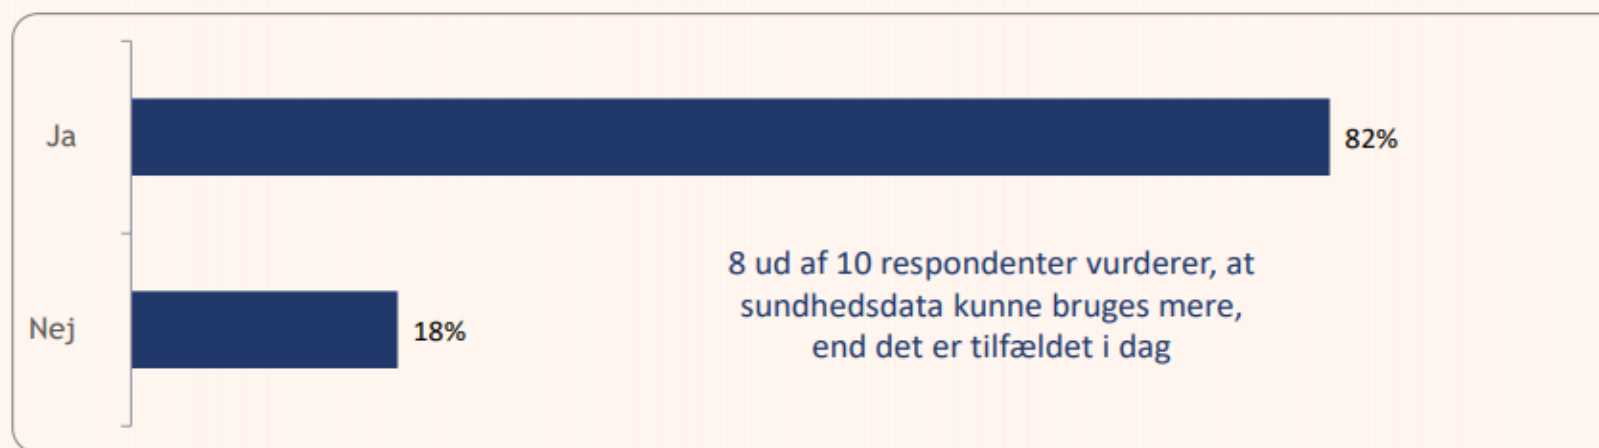 Ja
82%
8 ud af 10 respondenter vurderer, at
sundhedsdata kunne bruges mere,
end det er tilfældet i dag
Nej
18%